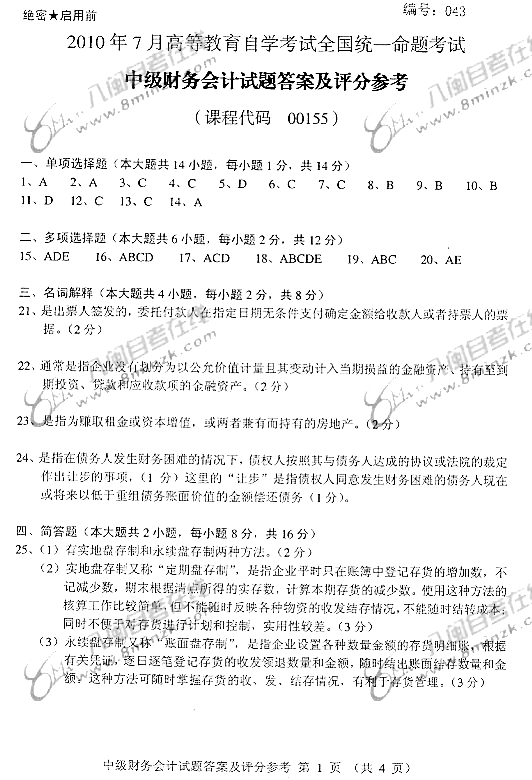 绝密★启用前
编号：043
2010 年 7 月高等教育自学考试全国统一命题考试
中级财务会计试题答案及评分参考
（课程代码 00155）
一、单项选择题（本大题共 14 小题，每小题 1 分，共 14 分）
1、A 2、A 3、C 4、C 5、D 6、C 7、C 8、B 9、B 10、B
11、D 12、C 13、C 14、A
二、多项选择题（本大题共 6 小题，每小题 2 分，共 12 分）
15、ADE 16、ABCD 17、ACD 18、ABCDE 19、ABC 20、AE
三、名词解释（本大题共 4 小题，每小题 2 分，共 8 分）
21、是出票人签发的，委托付款人在指定日期无条件支付确定金额给收款人或者持票人的票
据。（2 分）
22、通常是指企业没有划分为以公允价值计量且其变动计入当期损益的金融资产、持有至到
期投资、贷款和应收款项的金融资产。（2 分）
23、是指为赚取租金或资本增值，或两者兼有而持有的房地产。（2 分）
24、是指在债务人发生财务困难的情况下，债权人按照其与债务人达成的协议或法院的裁定
作出让步的事项，（1 分）这里的“让步”是指债权人同意发生财务困难的债务人现在
或将来以低于重组债务账面价值的金额偿还债务（1 分）。
四、简答题（本大题共 2 小题，每小题 8 分，共 16 分）
25、（1）有实地盘存制和永续盘存制两种方法。（2 分）
（2）实地盘存制又称“定期盘存制”，是指企业平时只在账簿中登记存货的增加数，不
记减少数，期末根据清点所得的实存数，计算本期存货的减少数。使用这种方法的
核算工作比较简单，但不能随时反映各种物资的收发结存情况，不能随时结转成本，
同时不便于对存货进行计划和控制，实用性较差。（3 分）
（3）永续盘存制又称“账面盘存制”，是指企业设置各种数量金额的存货明细账，根据
有关凭证，逐日逐笔登记存货的收发领退数量和金额，随时结出账面结存数量和金
额。这种方法可随时掌握存货的收、发、结存情况，有利于存货管理。（3 分）
中级财务会计试题答案及评分参考 第 1 页 （共 4 页）
八闽自考在线
www.8minzk.com